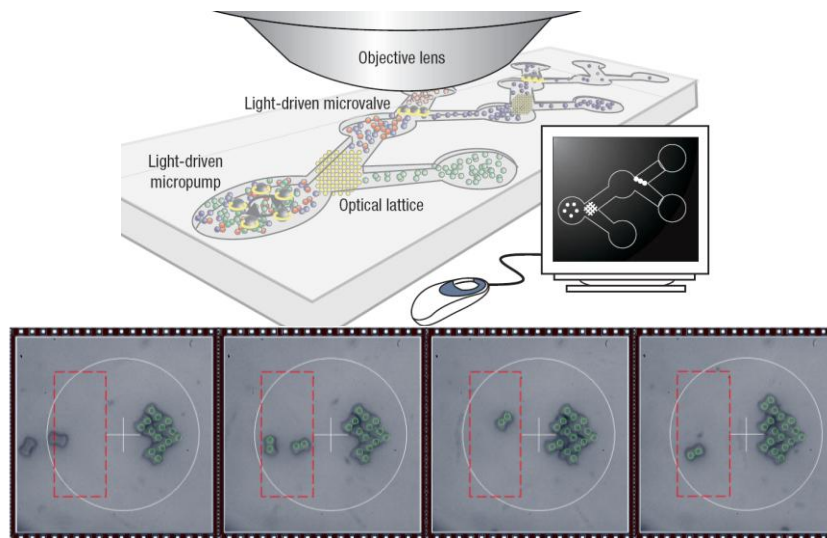 Objective lens
Light-driven microvalve
Light-driven
micropump
Optical lattice